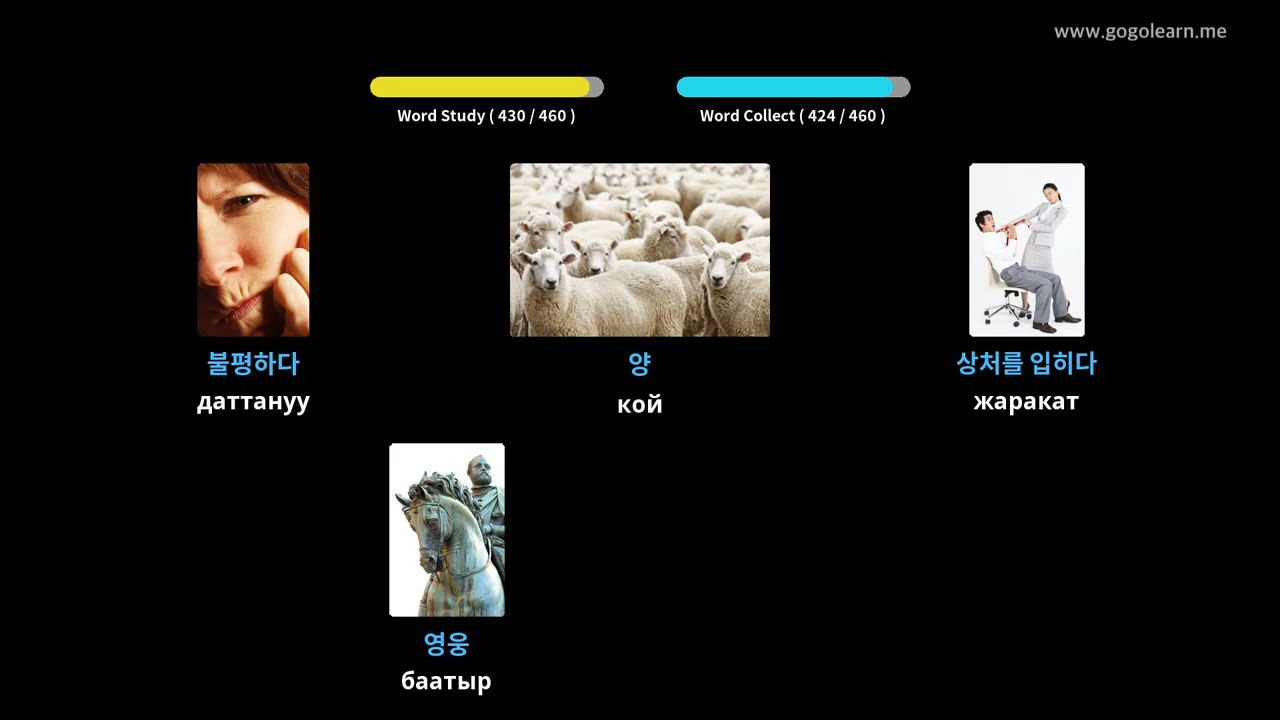 www.gogolearn.me
Word Study ( 430 / 460 )
Word Collect ( 424 / 460 )
불평하다
даттануу
양
кой
상처를 입히다
жаракат
영웅
баатыр